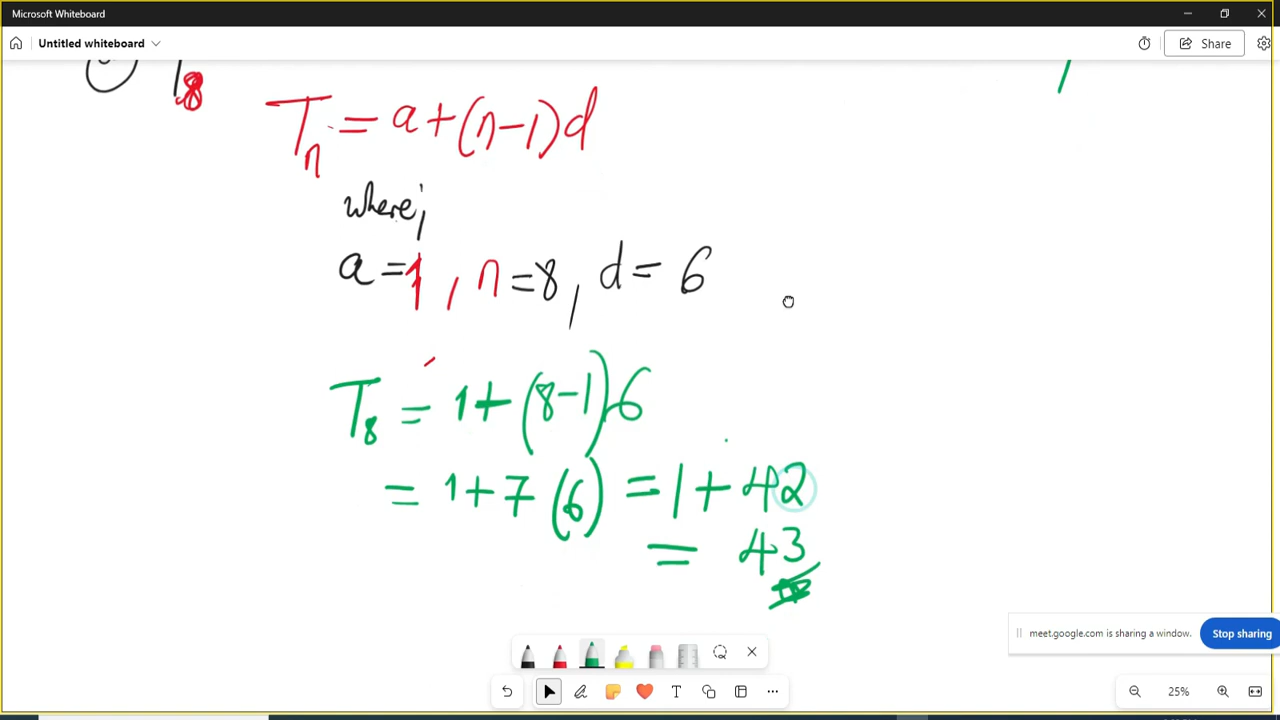 Microsoft Whiteboard
Untitled whiteboard
Share
T8
Tn = a+(n-1)d
where;
a=1, n=8, d=6
T8 = 1+(8-1)6
= 1+7(6) = 1+42
= 43
meet.google.com is sharing a window.
Stop sharing
25%